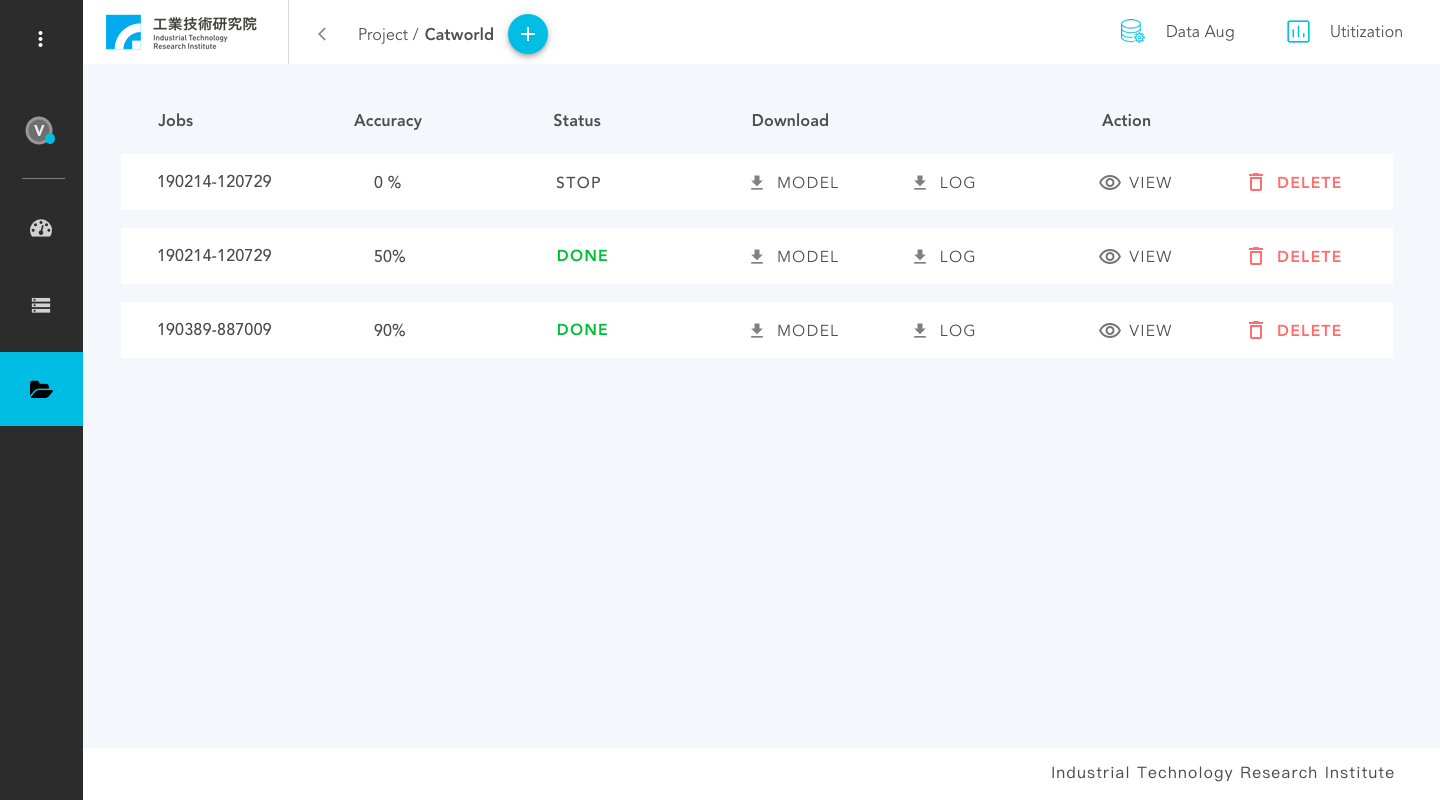 工業技術研究院
Industrial Technology
Research Institute
Project / Catworld
Data Aug
Utitization
V
Jobs Accuracy Status Download Action
190214-120729 0 % STOP MODEL LOG VIEW DELETE
190214-120729 50% DONE MODEL LOG VIEW DELETE
190389-887009 90% DONE MODEL LOG VIEW DELETE
Industrial Technology Research Institute